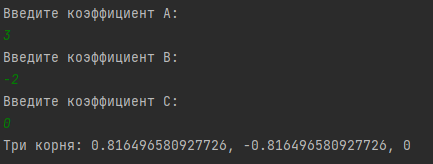 Введите коэффициент A:
3
Введите коэффициент B:
-2
Введите коэффициент C:
0
Три корня: 0.816496580927726, -0.816496580927726, 0